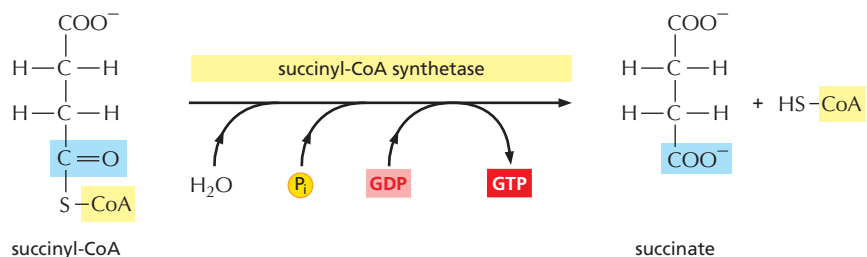 COO⁻
H–C–H
H–C–H
C=O
S–CoA
succinyl-CoA
succinyl-CoA synthetase
H₂O
Pᵢ
GDP
GTP
COO⁻
H–C–H
H–C–H
COO⁻
+ HS–CoA
succinate